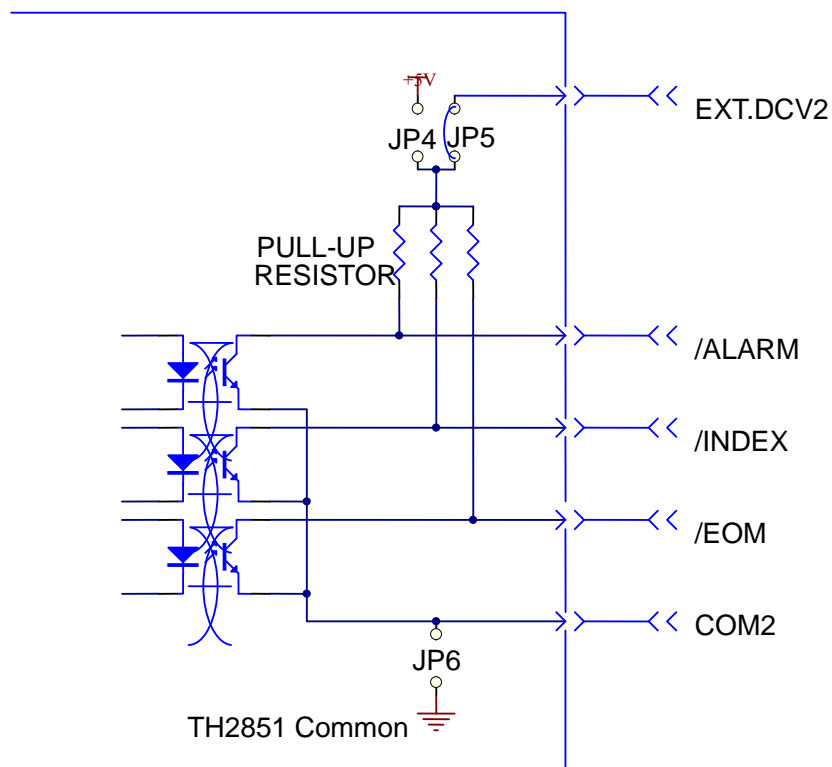 +5V
EXT.DCV2
JP4 JP5
PULL-UP
RESISTOR
/ALARM
/INDEX
/EOM
COM2
JP6
TH2851 Common